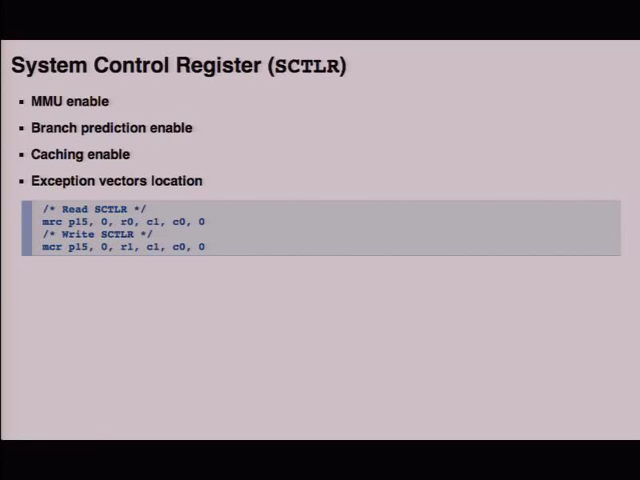 System Control Register (SCTLR)
▪ MMU enable
▪ Branch prediction enable
▪ Caching enable
▪ Exception vectors location
/* Read SCTLR */
mrc p15, 0, r0, c1, c0, 0
/* Write SCTLR */
mcr p15, 0, r1, c1, c0, 0